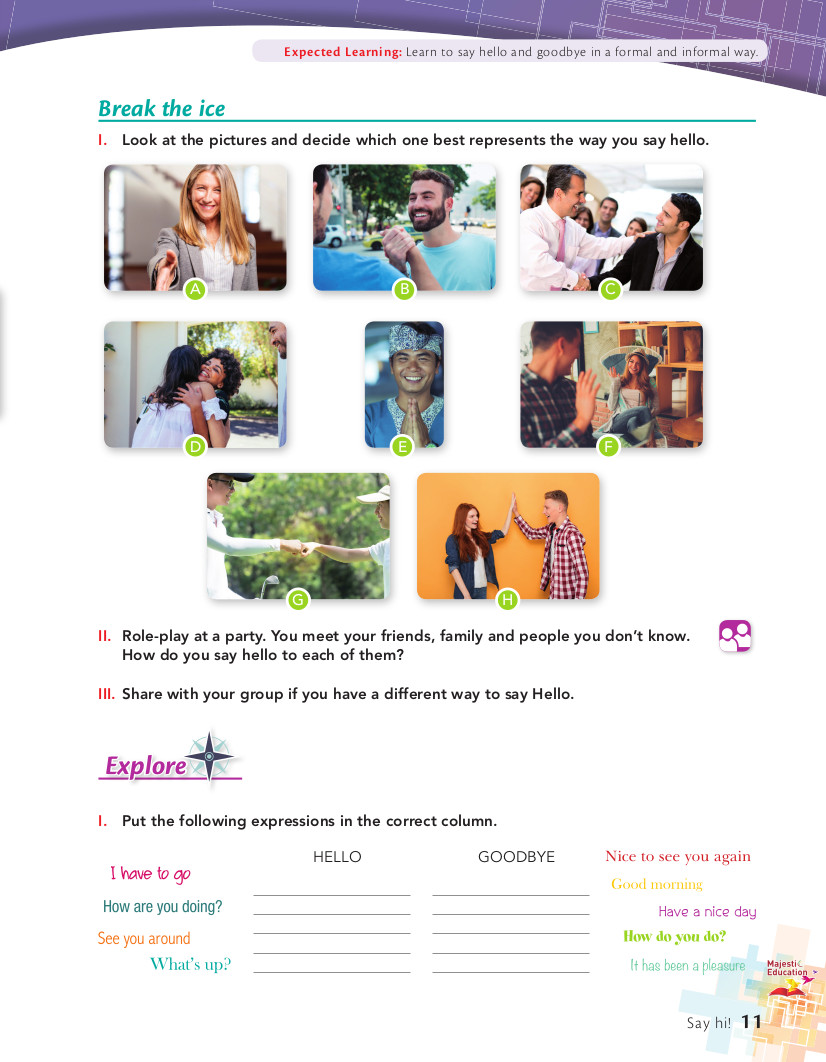 Expected Learning: Learn to say hello and goodbye in a formal and informal way.
Break the ice
I. Look at the pictures and decide which one best represents the way you say hello.
A
B
C
D
E
F
G
H
II. Role-play at a party. You meet your friends, family and people you don't know.
How do you say hello to each of them?
III. Share with your group if you have a different way to say Hello.
Explore
I. Put the following expressions in the correct column.
HELLO
GOODBYE
I have to go
How are you doing?
See you around
What's up?
Nice to see you again
Good morning
Have a nice day
How do you do?
It has been a pleasure
Majestic
Education
Say hi! 11